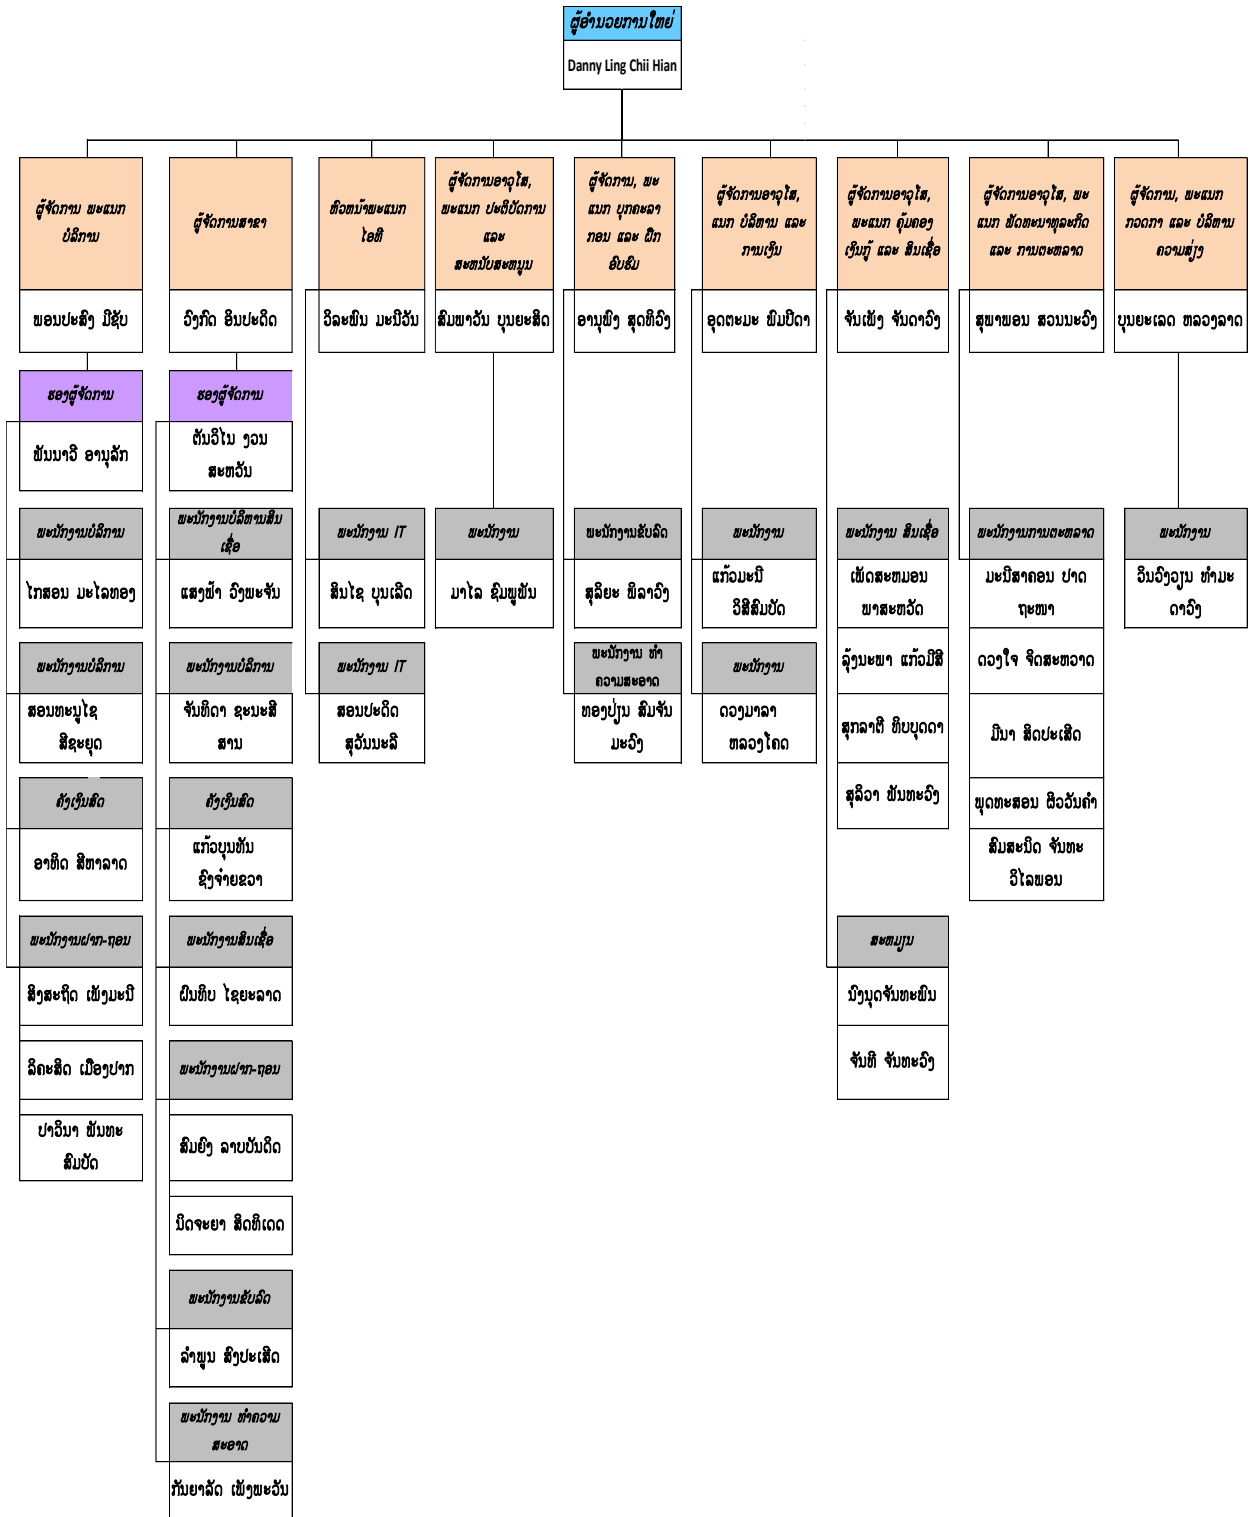 ຜູ້ອຳນວຍການໃຫຍ່
Danny Ling Chii Hian
ຜູ້ຈັດການ ພະແນກ
ບໍລິການ
ພອນປະສົງ ມີຊັບ
ຮອງຜູ້ຈັດການ
ພັນນາວີ ອານຸລັກ
ພະນັກງານບໍລິການ
ໄກສອນ ມະໄລທອງ
ພະນັກງານບໍລິການ
ສອນທະນູໄຊ
ສີຊະຍຸດ
ຄັງເງິນສົດ
ອາທິດ ສີຫາລາດ
ພະນັກງານຝາກ-ຖອນ
ສິງສະຖິດ ເພັງມະນີ
ລິຄະສິດ ເມືອງປາກ
ປາວິນາ ພັນທະ
ສົມບັດ
ຜູ້ຈັດການສາຂາ
ວົງກົດ ອິນປະດິດ
ຮອງຜູ້ຈັດການ
ຕັນວິໄນ ງວນ
ສະຫວັນ
ພະນັກງານບໍລິຫານສິນ
ເຊື່ອ
ແສງຟ້າ ວົງພະຈັນ
ພະນັກງານບໍລິການ
ຈັນທິດາ ຊະນະສີ
ສານ
ຄັງເງິນສົດ
ແກ້ວບຸນທັນ
ຊົງຈຳຍຂວາ
ພະນັກງານສິນເຊື່ອ
ຝົນທິບ ໄຊຍະລາດ
ພະນັກງານຝາກ-ຖອນ
ສົມຍົງ ລາບບັນດິດ
ນິດຈະຍາ ສິດທິເດດ
ພະນັກງານຂັບລົດ
ລຳພູນ ສົງປະເສີດ
ພະນັກງານ ທຳຄວາມ
ສະອາດ
ກັນຍາລັດ ເພັງພະວັນ
ຫົວຫນ້າພະແນກ
ໄອທີ
ວິລະພົນ ມະນີວັນ
ພະນັກງານ IT
ສິນໄຊ ບຸນເລີດ
ພະນັກງານ IT
ສອນປະດິດ
ສຸວັນນະລີ
ຜູ້ຈັດການອາວຸໂສ,
ພະແນກ ປະຕິບັດການ
ແລະ
ສະຫນັບສະຫນູນ
ສົມພາວັນ ບຸນຍະສິດ
ພະນັກງານ
ມາໄລ ຊົມພູພັນ
ຜູ້ຈັດການ, ພະ
ແນກ ບຸກຄະລາ
ກອນ ແລະ ຝຶກ
ອົບຮົມ
ອານຸພົງ ສຸດທິວົງ
ພະນັກງານຂັບລົດ
ສຸລິຍະ ພິລາວົງ
ພະນັກງານ ທຳ
ຄວາມສະອາດ
ທອງປ່ຽນ ສົມຈັນ
ມະວົງ
ຜູ້ຈັດການອາວຸໂສ,
ແນກ ບໍລິຫານ ແລະ
ການເງິນ
ອຸດຕະມະ ພົມປີດາ
ພະນັກງານ
ແກ້ວມະນີ
ວິສີສົມບັດ
ພະນັກງານ
ດວງມາລາ
ຫລວງໂຄດ
ຜູ້ຈັດການອາວຸໂສ,
ພະແນກ ຄຸ້ມຄອງ
ເງິນກູ້ ແລະ ສິນເຊື່ອ
ຈັນເພັງ ຈັນດາວົງ
ພະນັກງານ ສິນເຊື່ອ
ເພັດສະຫມອນ
ພາສະຫວັດ
ລຸ້ງນະພາ ແກ້ວມີສີ
ສຸກລາຕີ ທິບບຸດດາ
ສຸລິວາ ພັນທະວົງ
ສະຫມຽນ
ນົງນຸດຈັນທະພົນ
ຈັນທີ ຈັນທະວົງ
ຜູ້ຈັດການອາວຸໂສ, ພະ
ແນກ ພັດທະນາທຸລະກິດ
ແລະ ການຕະຫລາດ
ສຸພາພອນ ສວນນະວົງ
ພະນັກງານການຕະຫລາດ
ມະນີສາຄອນ ປາດ
ຖະໜາ
ດວງໃຈ ຈິດສະຫວາດ
ມີນາ ສິດປະເສີດ
ພຸດທະສອນ ຜິວວັນຄຳ
ສົມສະນິດ ຈັນທະ
ວິໄລພອນ
ຜູ້ຈັດການ, ພະແນກ
ກວດກາ ແລະ ບໍລິຫານ
ຄວາມສ່ຽງ
ບຸນຍະເລດ ຫລວງລາດ
ພະນັກງານ
ວິນວົງວຽນ ທຳມະ
ດາວົງ